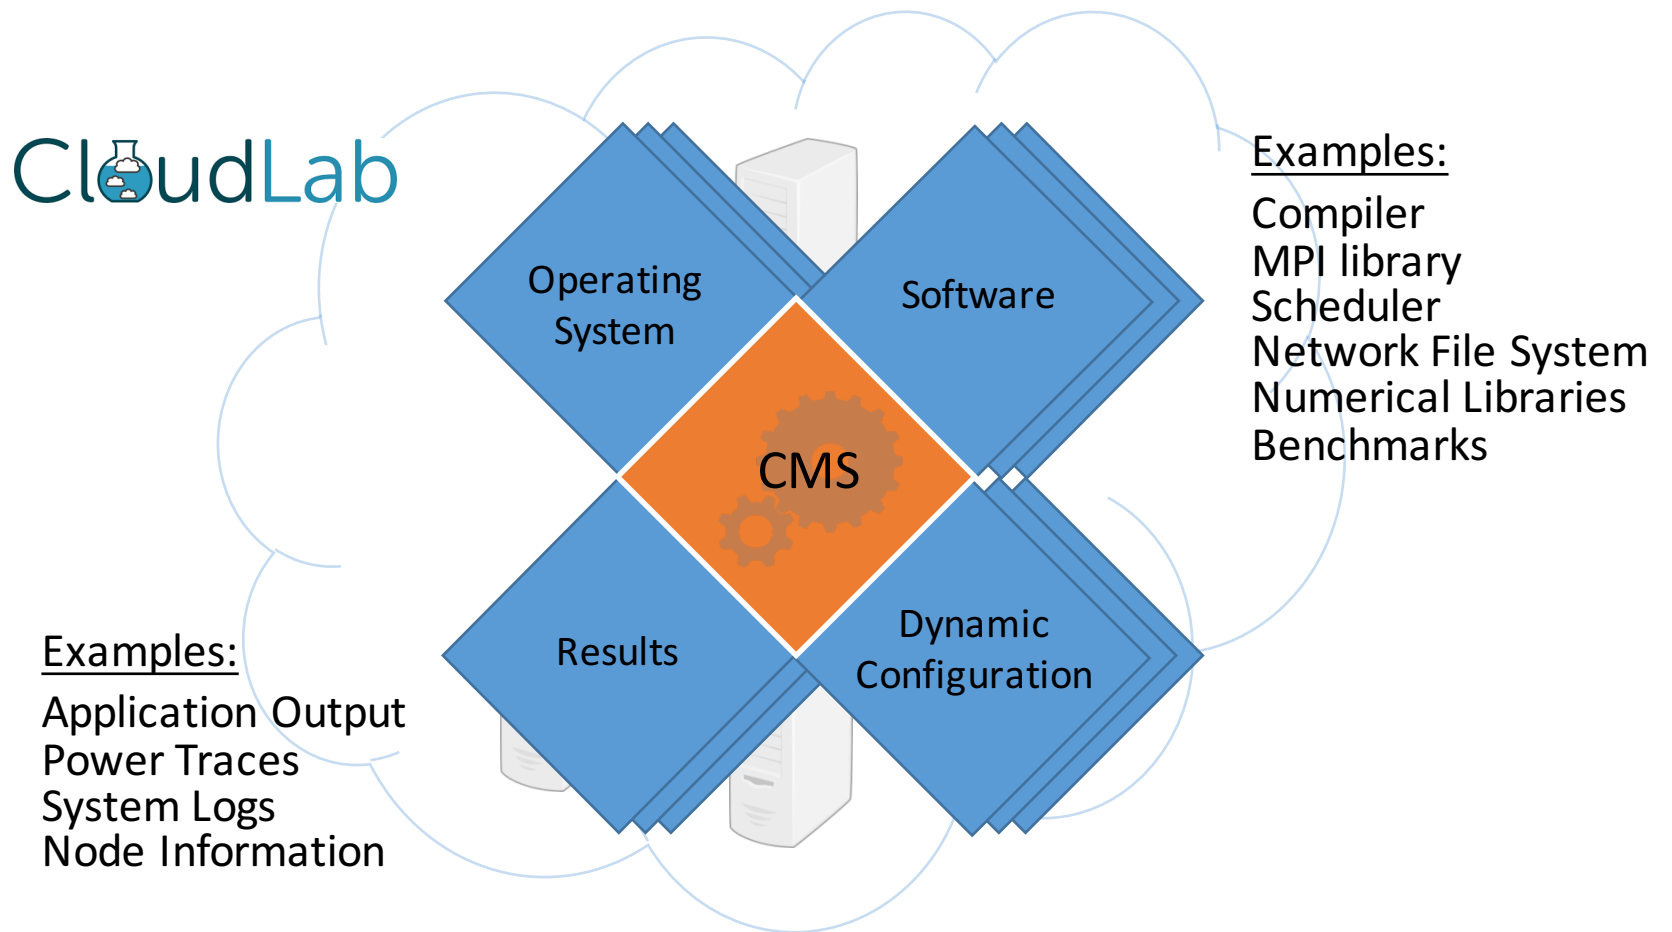 CloudLab
Operating
System
Software
CMS
Results
Dynamic
Configuration
Examples:
Compiler
MPI library
Scheduler
Network File System
Numerical Libraries
Benchmarks
Examples:
Application Output
Power Traces
System Logs
Node Information